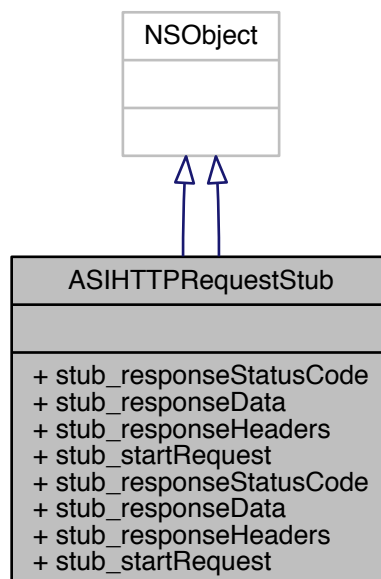 NSObject
ASIHTTPRequestStub
+ stub_responseStatusCode
+ stub_responseData
+ stub_responseHeaders
+ stub_startRequest
+ stub_responseStatusCode
+ stub_responseData
+ stub_responseHeaders
+ stub_startRequest